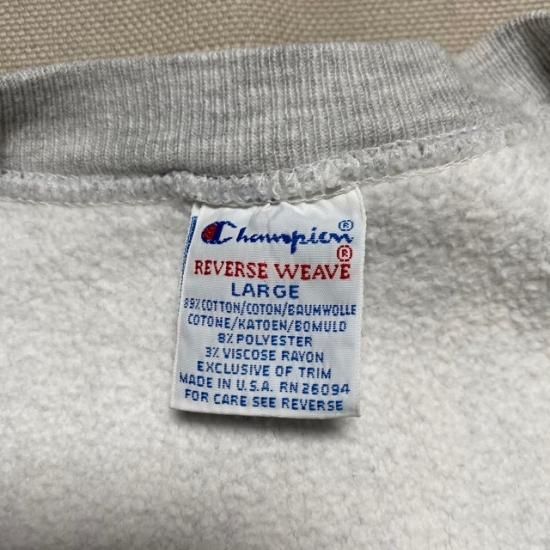 Champion®
®
REVERSE WEAVE
LARGE
89% COTTON/COTON/BAUMWOLLE
COTONE/KATOEN/BOMULD
8% POLYESTER
3% VISCOSE RAYON
EXCLUSIVE OF TRIM
MADE IN U.S.A. RN 26094
FOR CARE SEE REVERSE